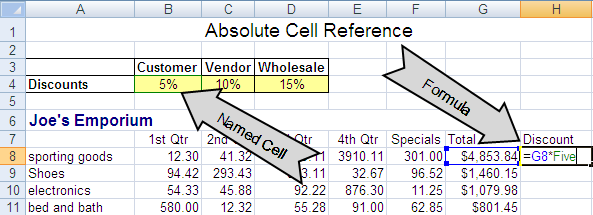 A B C D E F G H
1 Absolute Cell Reference
2
3 Customer Vendor Wholesale
4 Discounts 5% 10% 15%
5
6 Joe's Emporium
7 1st Qtr 2nd Qtr 4th Qtr Specials Total Discount
8 sporting goods 12.30 41.32 11 3910.11 301.00 $4,853.84 =G8*Five
9 Shoes 94.42 293.43 3.11 32.67 96.52 $1,460.15
10 electronics 54.33 45.88 92.22 876.30 11.25 $1,079.98
11 bed and bath 580.00 12.32 55.28 91.00 62.85 $801.45
Named Cell
Formula